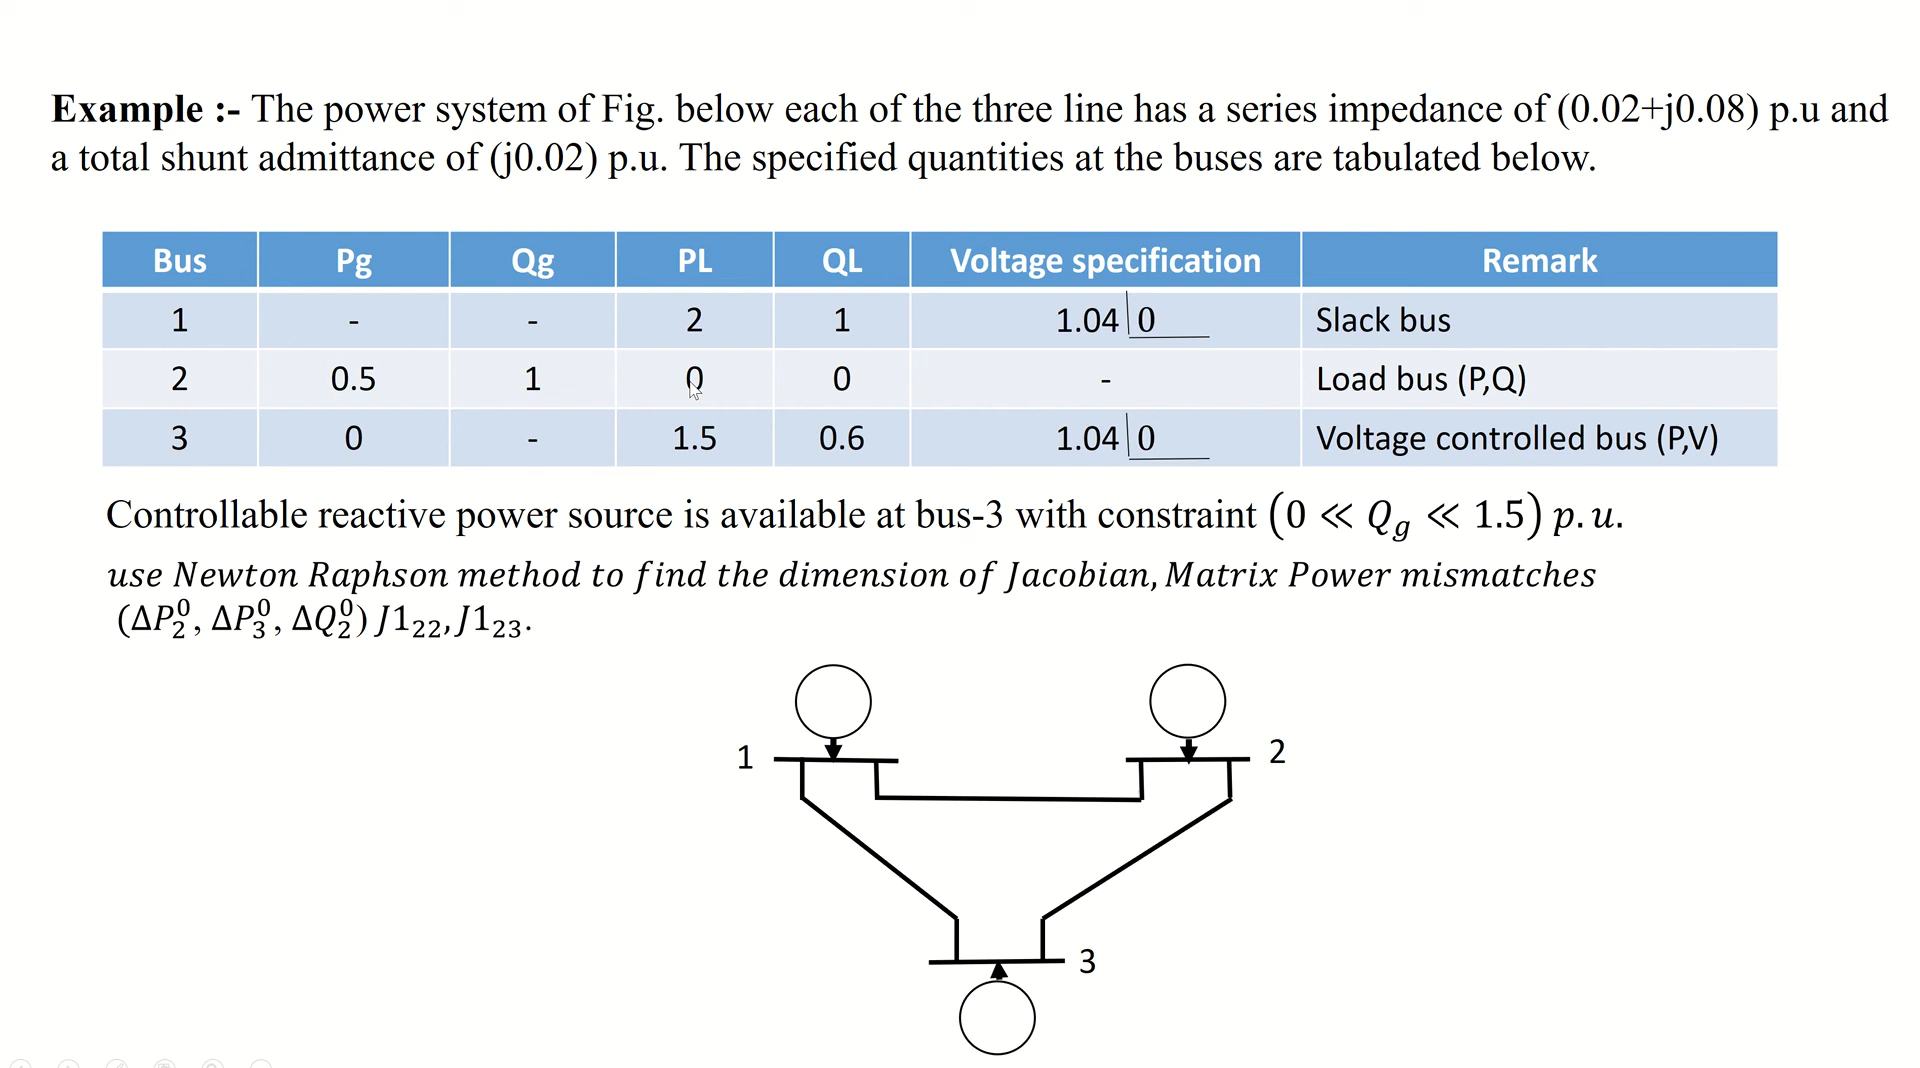 Example :- The power system of Fig. below each of the three line has a series impedance of (0.02+j0.08) p.u and
a total shunt admittance of (j0.02) p.u. The specified quantities at the buses are tabulated below.
Bus Pg Qg PL QL Voltage specification Remark
1 - - 2 1 1.04 0 Slack bus
2 0.5 1 0 0 - Load bus (P,Q)
3 0 - 1.5 0.6 1.04 0 Voltage controlled bus (P,V)
Controllable reactive power source is available at bus-3 with constraint (0 ≪ Q_g ≪ 1.5) p.u.
use Newton Raphson method to find the dimension of Jacobian, Matrix Power mismatches
(ΔP₂⁰, ΔP₃⁰, ΔQ₂⁰) J1₂₂, J1₂₃.
1
2
3